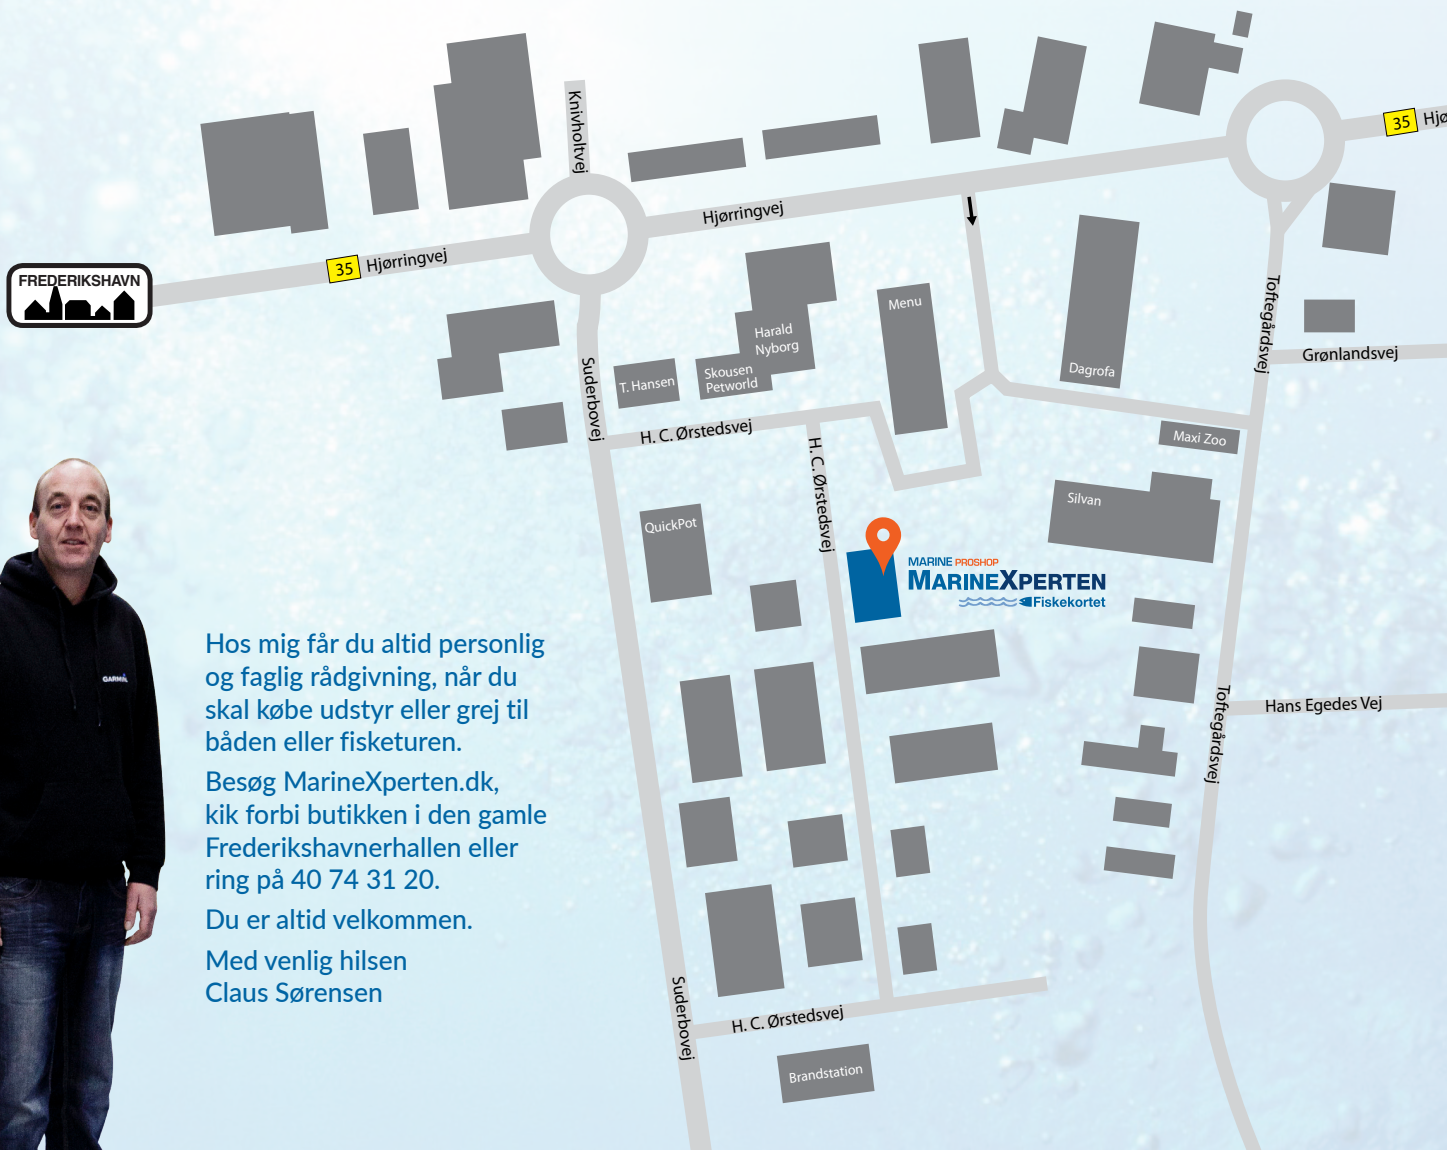 Knivholtvej
35
Hjø
Hjørringvej
35
Hjørringvej
FREDERIKSHAVN
Toftegårdsvej
Menu
Harald
Nyborg
Grønlandsvej
Suderbovej
T. Hansen
Skousen
Petworld
Dagrofa
H. C. Ørstedsvej
Maxi Zoo
H. C. Ørstedsvej
Silvan
QuickPot
MARINE PROSHOP
MARINEXPERTEN
Fiskekortet
GARMIN
Hos mig får du altid personlig
og faglig rådgivning, når du
skal købe udstyr eller grej til
båden eller fisketuren.
Besøg MarineXperten.dk,
kik forbi butikken i den gamle
Frederikshavnerhallen eller
ring på 40 74 31 20.
Du er altid velkommen.
Med venlig hilsen
Claus Sørensen
Toftegårdsvej
Hans Egedes Vej
Suderbovej
H. C. Ørstedsvej
Brandstation